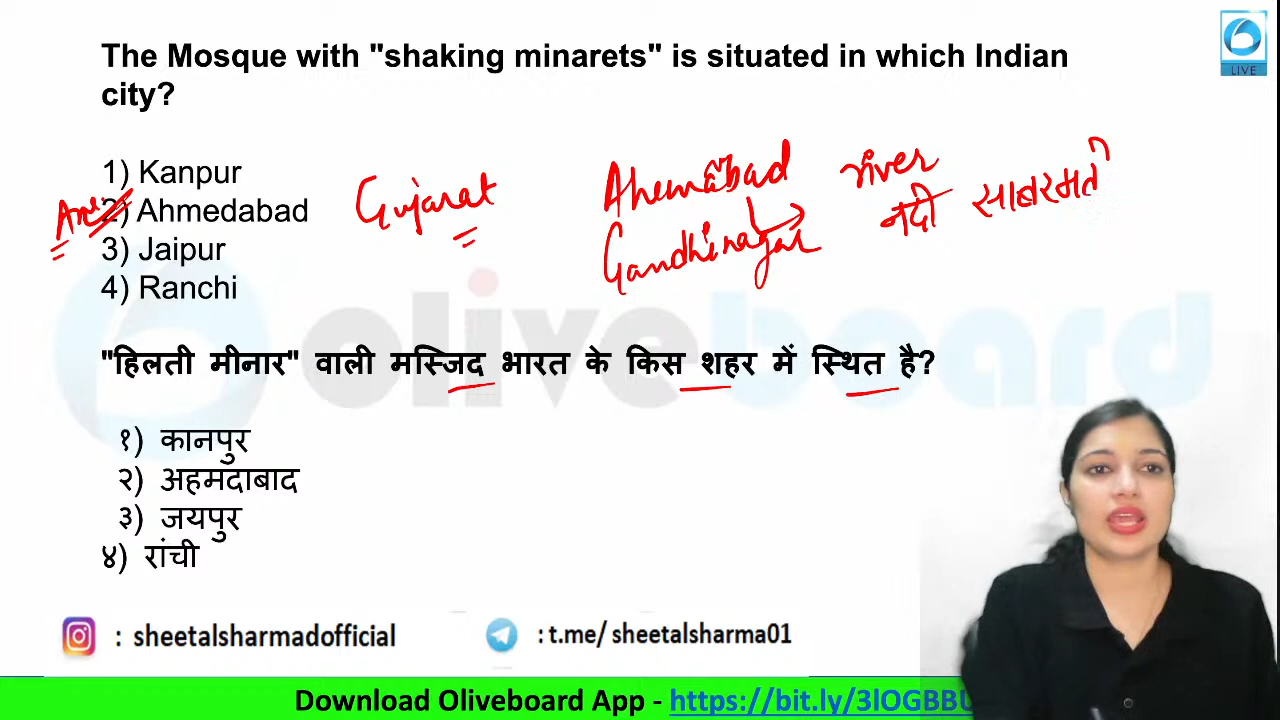 The Mosque with "shaking minarets" is situated in which Indian
city?
LIVE
1) Kanpur
Ans 2) Ahmedabad
3) Jaipur
4) Ranchi
Gujarat
Ahemdabad
Gandhinagar
river
नदी साबरमती
oliveboard
"हिलती मीनार" वाली मस्जिद भारत के किस शहर में स्थित है?
१) कानपुर
२) अहमदाबाद
३) जयपुर
४) रांची
: sheetalsharmadofficial
: t.me/ sheetalsharma01
Download Oliveboard App - https://bit.ly/3lOGBBU